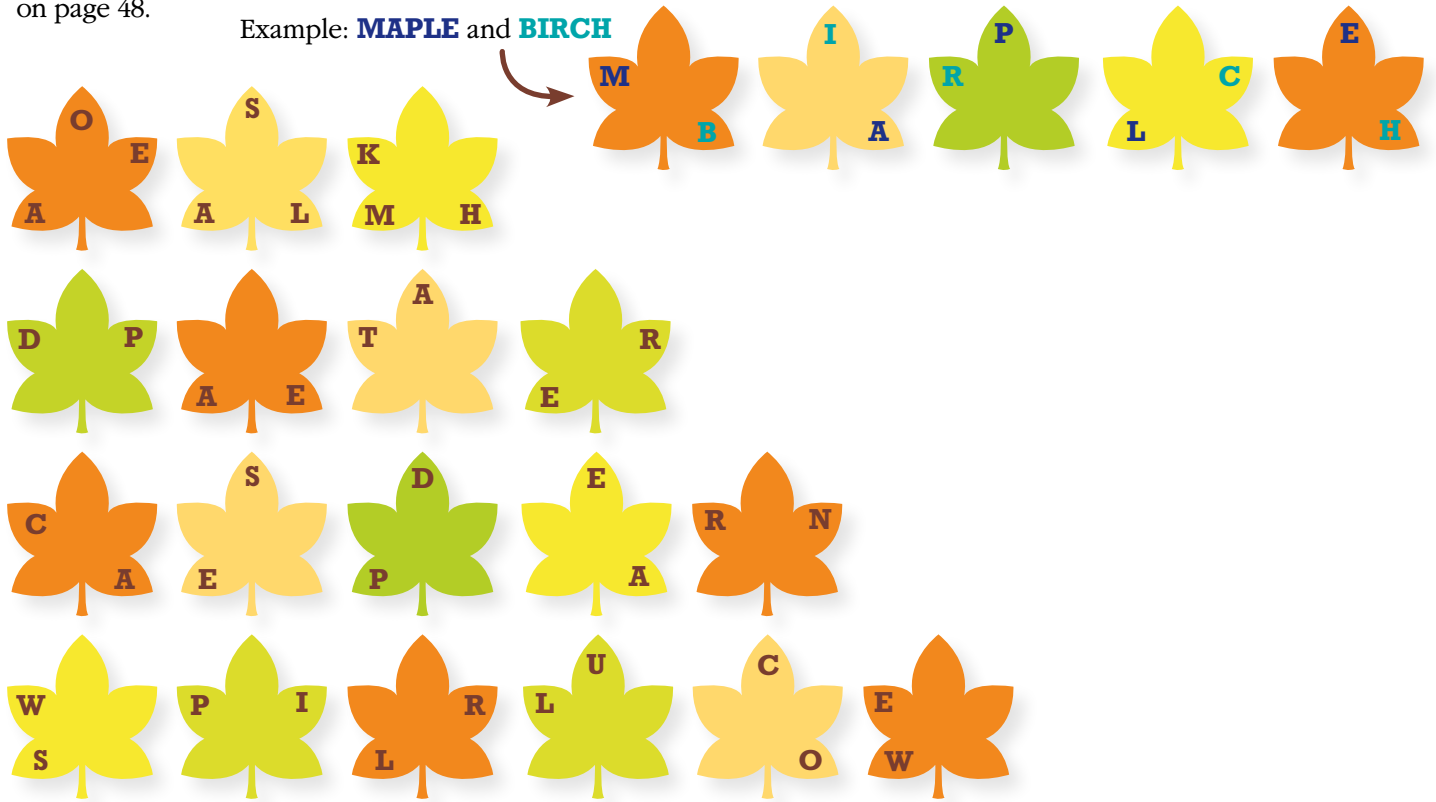 on page 48.
Example: MAPLE and BIRCH
M B I A R P L C E H
O E A S A L K M H
D P A E T A E R
C A S E D P E A R N
W S P I L R L U C O E W